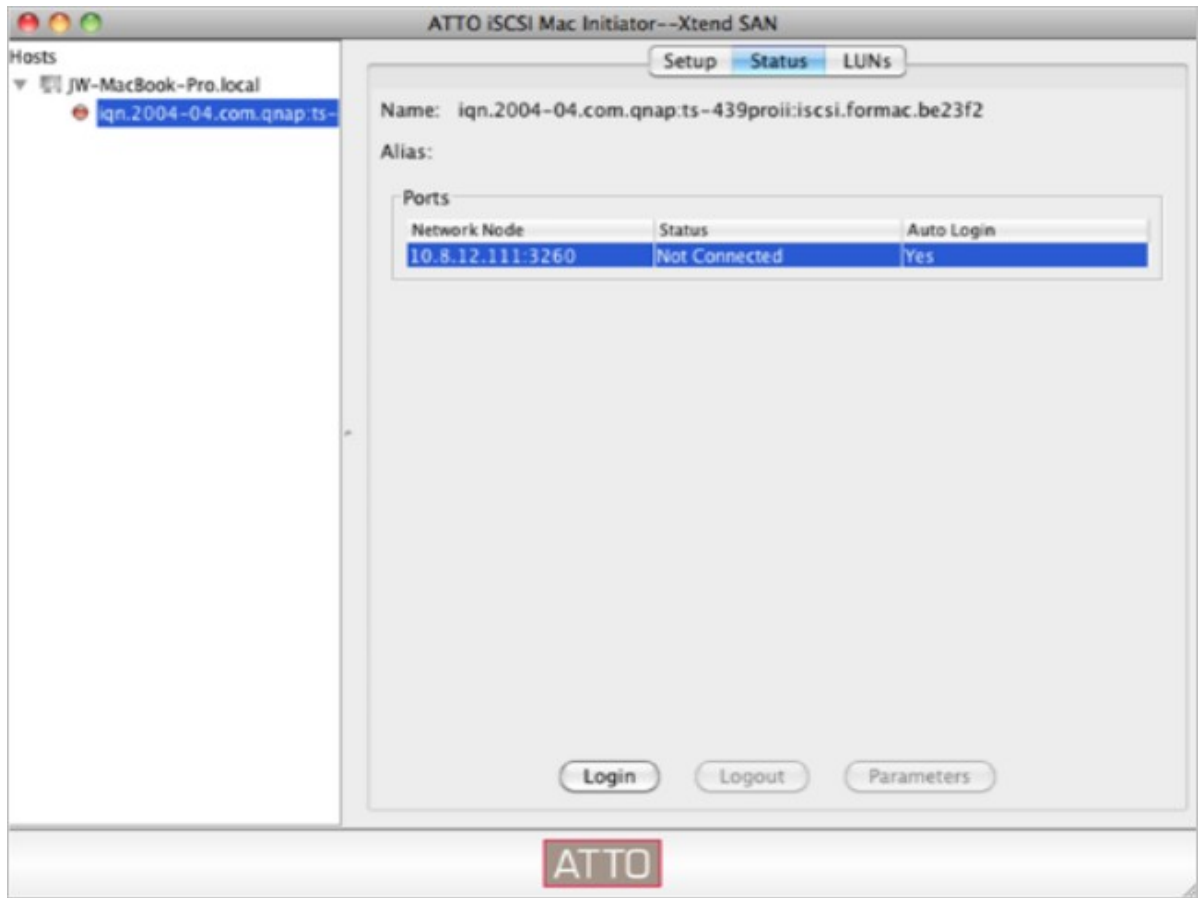 ATTO iSCSI Mac Initiator--Xtend SAN
Hosts
JW-MacBook-Pro.local
iqn.2004-04.com.qnap:ts-
Setup Status LUNs
Name: iqn.2004-04.com.qnap:ts-439proii:iscsi.formac.be23f2
Alias:
Ports
Network Node Status Auto Login
10.8.12.111:3260 Not Connected Yes
Login Logout Parameters
ATTO